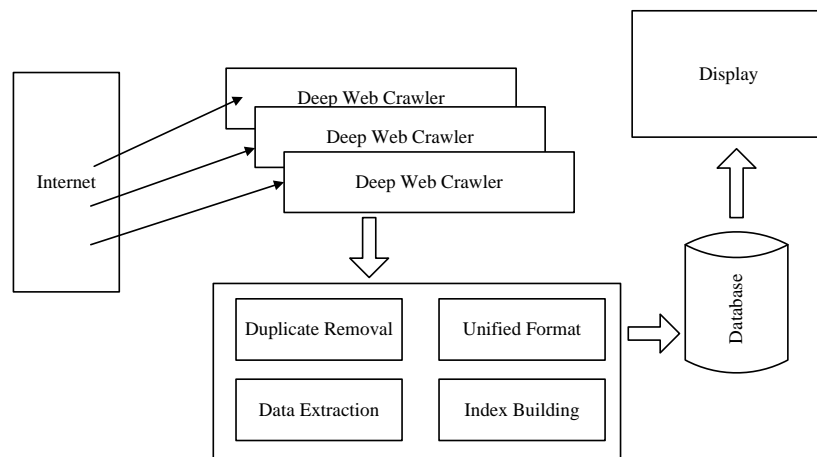 Display
Deep Web Crawler
Deep Web Crawler
Deep Web Crawler
Internet
Duplicate Removal
Unified Format
Data Extraction
Index Building
Database